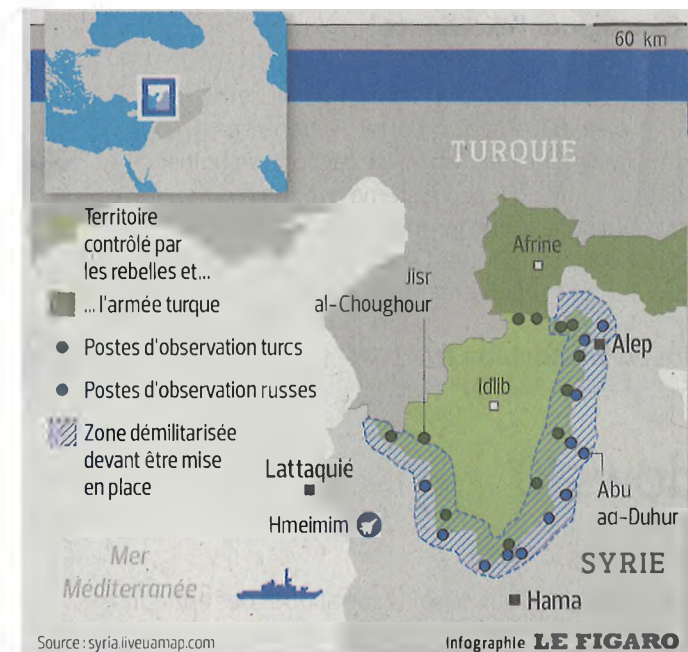 60 km
TURQUIE
Territoire
contrôlé par
les rebelles et...
... l'armée turque
Postes d'observation turcs
Postes d'observation russes
Zone démilitarisée
devant être mise
en place
Afrine
Jisr
al-Choughour
Alep
Idlib
Lattaquié
Hmeimim
Abu
ad-Duhur
SYRIE
Mer
Méditerranée
Hama
Source : syria.liveuamap.com
Infographie LE FIGARO